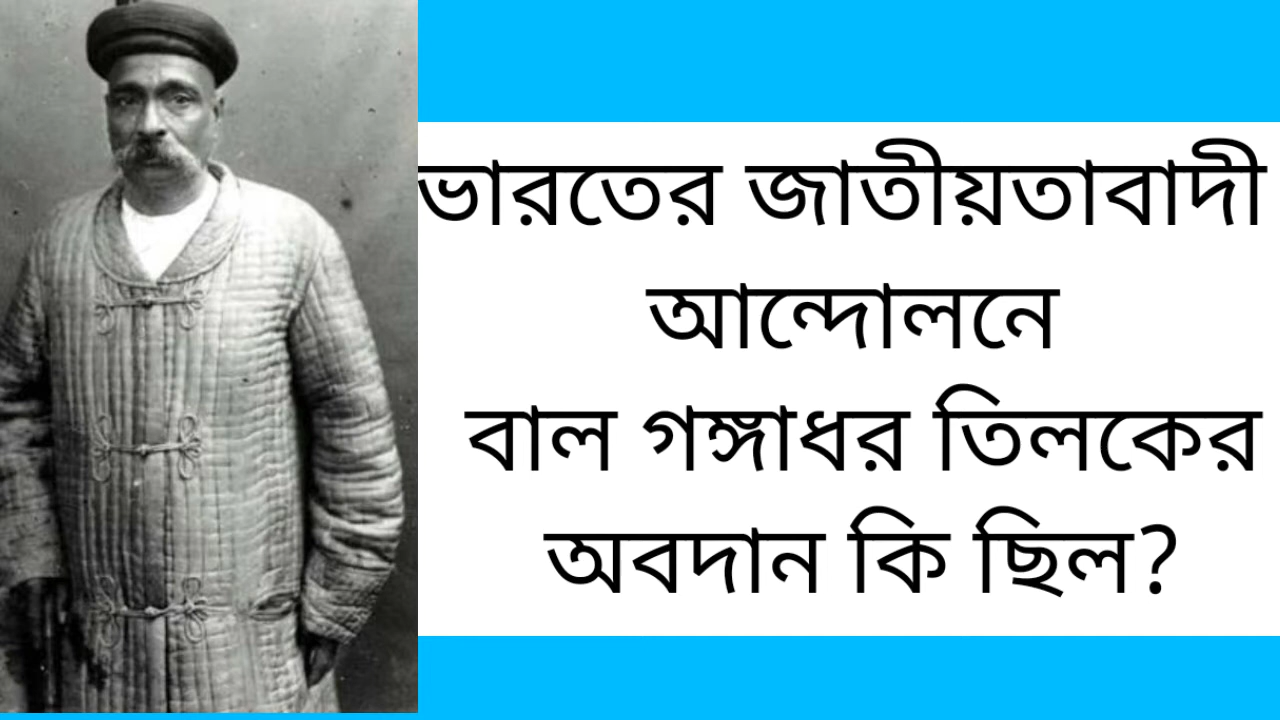 ভারতের জাতীয়তাবাদী
আন্দোলনে
বাল গঙ্গাধর তিলকের
অবদান কি ছিল?